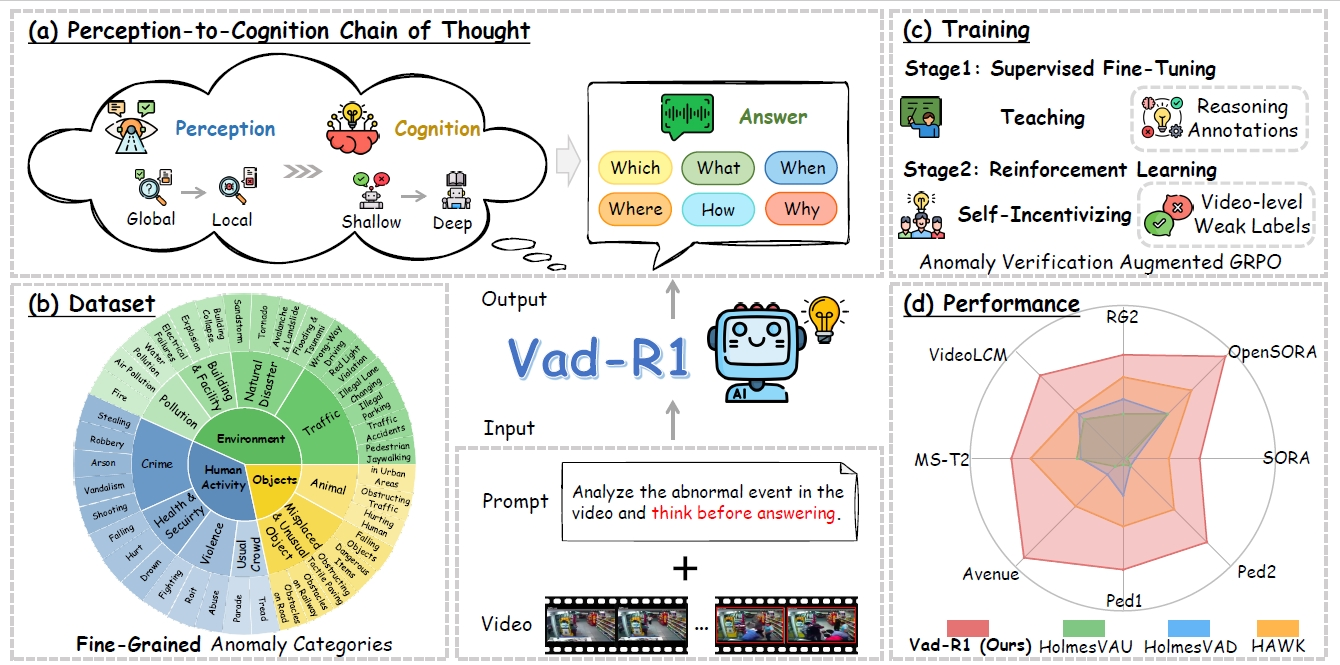 (a) Perception-to-Cognition Chain of Thought
Perception
Cognition
Global
Local
Shallow
Deep
Answer
Which
What
When
Where
How
Why
(c) Training
Stage1: Supervised Fine-Tuning
Teaching
Reasoning
Annotations
Stage2: Reinforcement Learning
Self-Incentivizing
Video-level
Weak Labels
Anomaly Verification Augmented GRPO
(b) Dataset
Environment
Human
Activity
Objects
Pollution
Building
& Facility
Natural
Disaster
Traffic
Animal
Misplaced
& Unusual
Object
Usual
Crowd
Violence
Health &
Secuirty
Crime
Fire
Air Pollution
Water
Pollution
Electrical
Failures
Explosion
Building
Collapse
Sandstorm
Tornado
Avalanche
& Landslide
Flooding &
Tsunami
Wrong-Way
Driving
Red Light
Violation
Illegal Lane
Changing
Illegal
Parking
Traffic
Accidents
Pedestrian
Jaywalking
in Urban
Areas
Obstructing
Traffic
Hurting
Human
Falling
Objects
Dangerous
Items
Obstructing
Tactile Paving
Obstacles
on Railway
Obstacles
on Road
Tread
Parade
Abuse
Roit
Fighting
Drown
Hurt
Falling
Shooting
Vandalism
Arson
Robbery
Stealing
Fine-Grained Anomaly Categories
Output
Vad-R1
AI
Input
Prompt
Analyze the abnormal event in the
video and think before answering.
+
Video
...
(d) Performance
RG2
OpenSORA
SORA
Ped2
Ped1
Avenue
MS-T2
VideoLCM
Vad-R1 (Ours)
HolmesVAU
HolmesVAD
HAWK